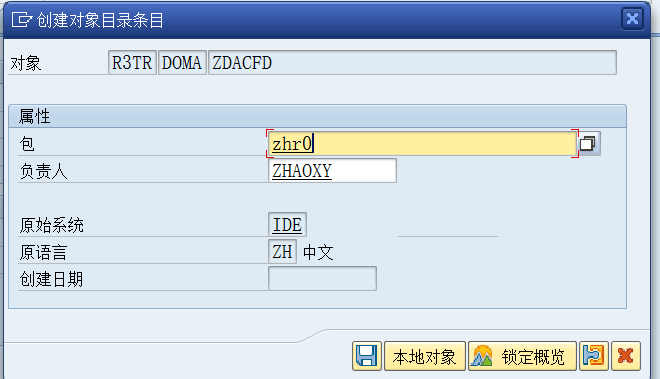 创建对象目录条目
对象 R3TR DOMA ZDACFD
属性
包 zhr0
负责人 ZHAOXY
原始系统 IDE
原语言 ZH 中文
创建日期
本地对象 锁定概览